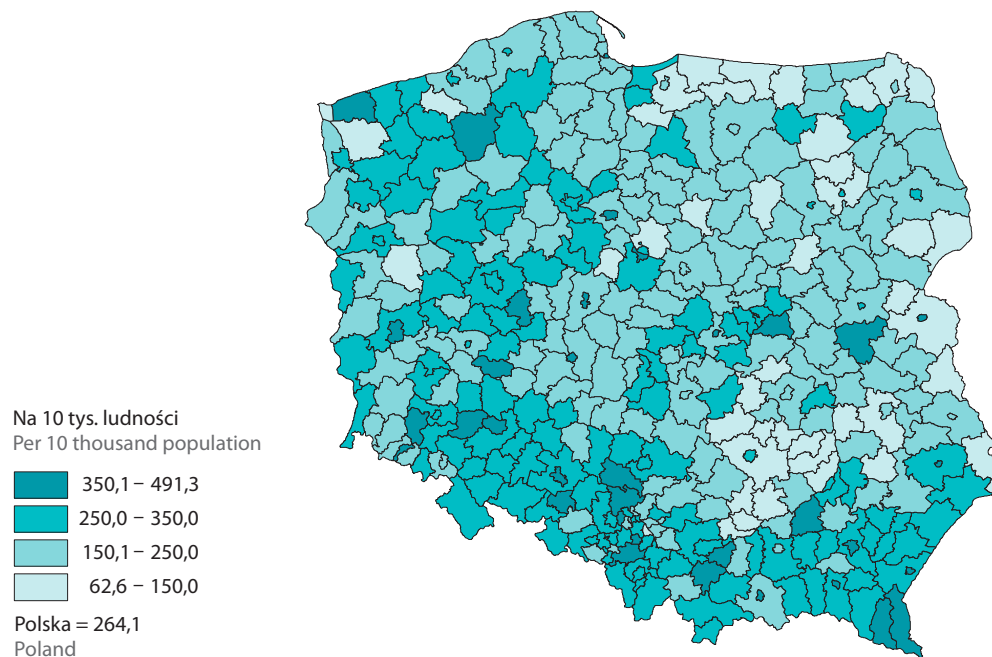 Na 10 tys. ludności
Per 10 thousand population
350,1 – 491,3
250,0 – 350,0
150,1 – 250,0
62,6 – 150,0
Polska = 264,1
Poland